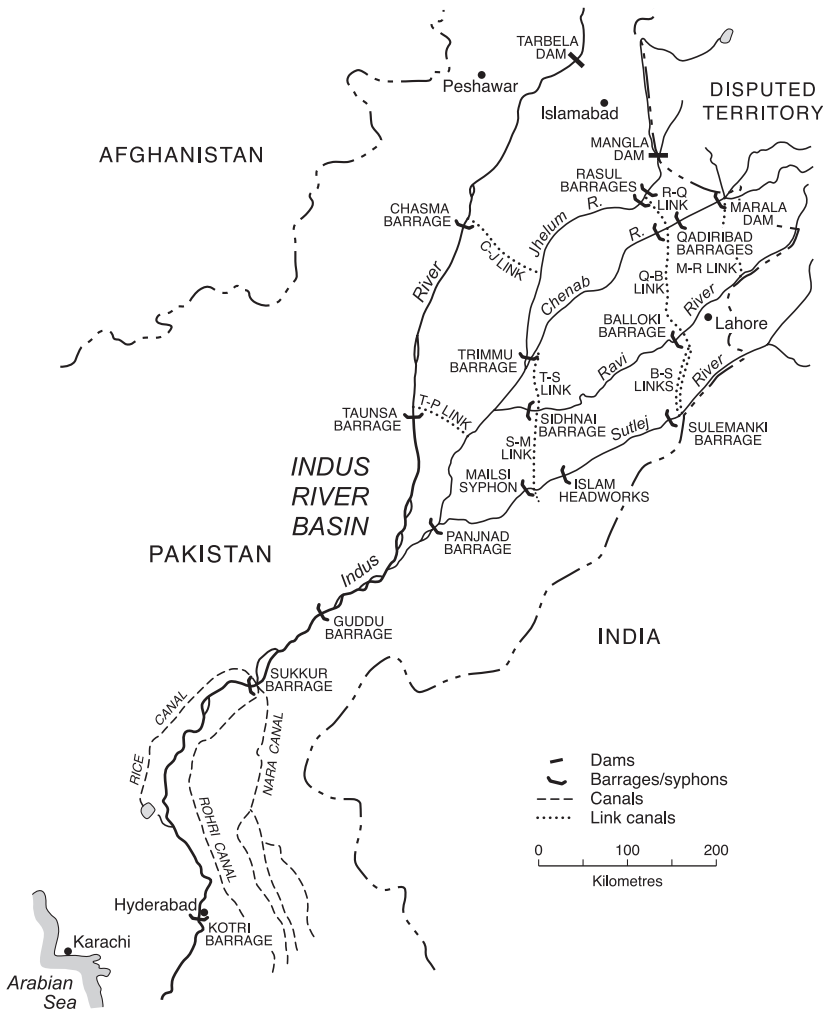 TARBELA
DAM
Peshawar
Islamabad
DISPUTED
TERRITORY
AFGHANISTAN
MANGLA
DAM
RASUL
BARRAGES
R-Q
LINK
MARALA
DAM
CHASMA
BARRAGE
C-J LINK
Jhelum
R.
Chenab
R.
QADIRIBAD
BARRAGES
Q-B
LINK
M-R LINK
River
River
BALLOKI
BARRAGE
Lahore
TRIMMU
BARRAGE
T-S
LINK
Ravi
B-S
LINKS
River
TAUNSA
BARRAGE
T-P LINK
SIDHNAI
BARRAGE
Sutlej
SULEMANKI
BARRAGE
S-M
LINK
INDUS
RIVER
BASIN
MAILSI
SYPHON
ISLAM
HEADWORKS
PANJNAD
BARRAGE
PAKISTAN
Indus
GUDDU
BARRAGE
INDIA
SUKKUR
BARRAGE
RICE
CANAL
NARA CANAL
ROHRI CANAL
Dams
Barrages/syphons
Canals
Link canals
0 100 200
Kilometres
Hyderabad
KOTRI
BARRAGE
Karachi
Arabian
Sea